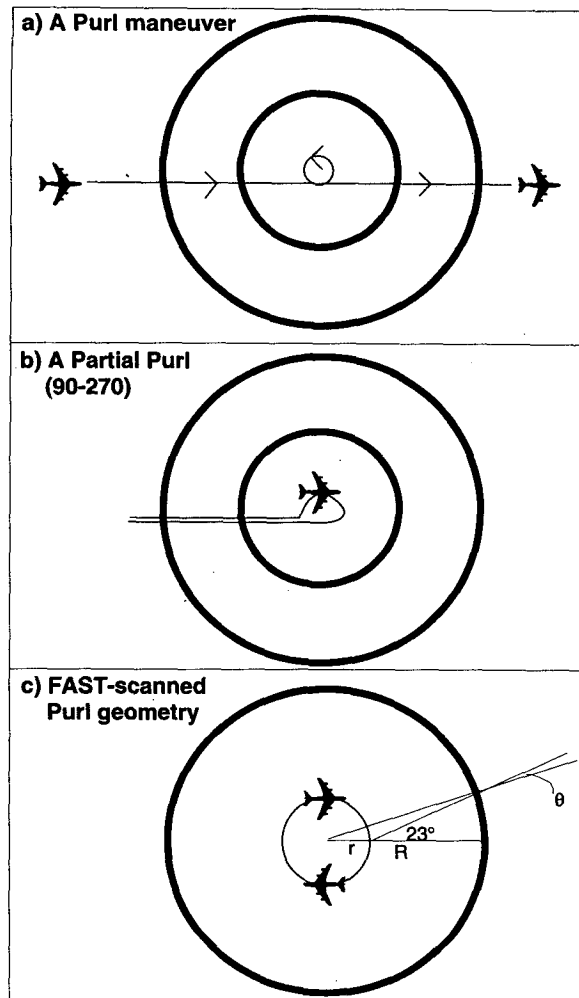 a) A Purl maneuver
b) A Partial Purl
(90-270)
c) FAST-scanned
Purl geometry
θ
23°
r
R